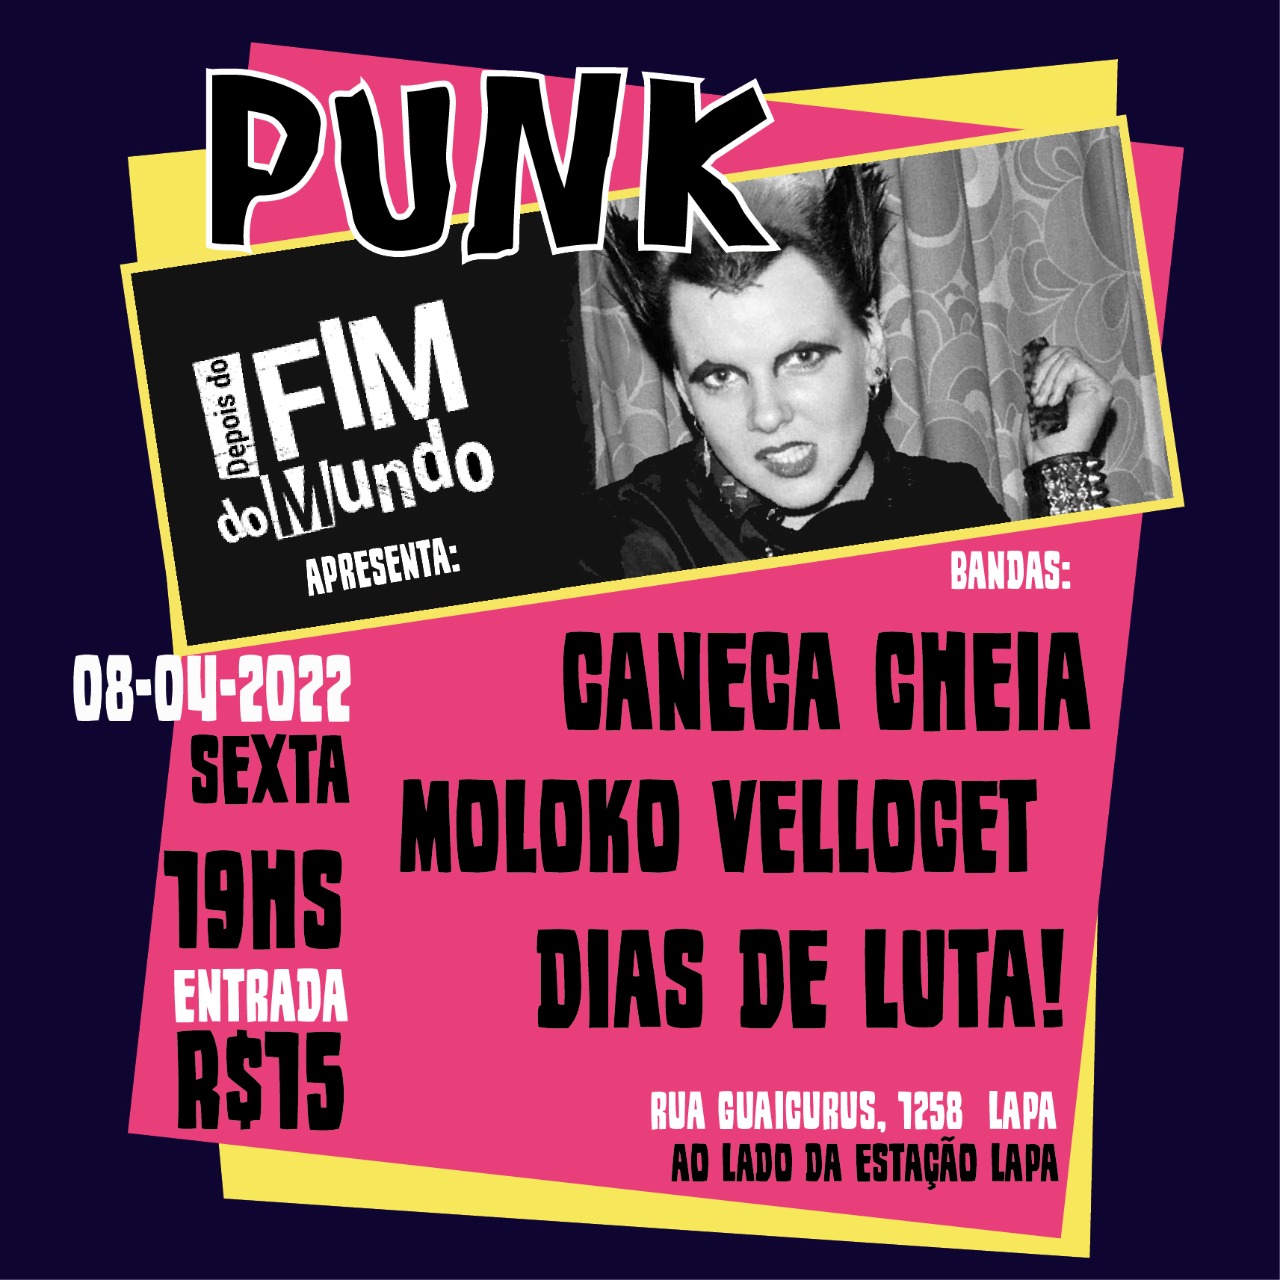 PUNK
Depois do
FIM
do Mundo
APRESENTA:
BANDAS:
CANECA CHEIA
MOLOKO VELLOCET
DIAS DE LUTA!
08-04-2022
SEXTA
19HS
ENTRADA
R$15
RUA GUAICURUS, 1258 LAPA
AO LADO DA ESTAÇÃO LAPA